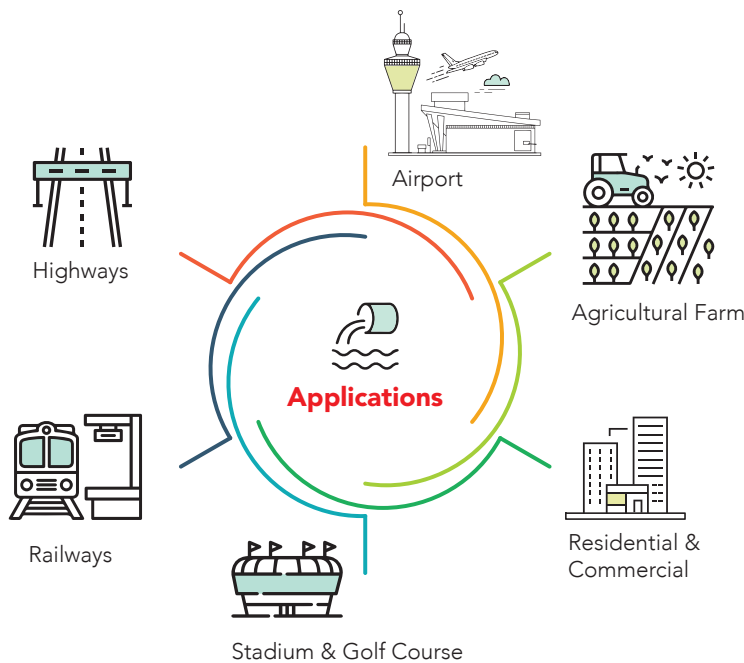 Airport
Highways
Agricultural Farm
Applications
Railways
Residential &
Commercial
Stadium & Golf Course